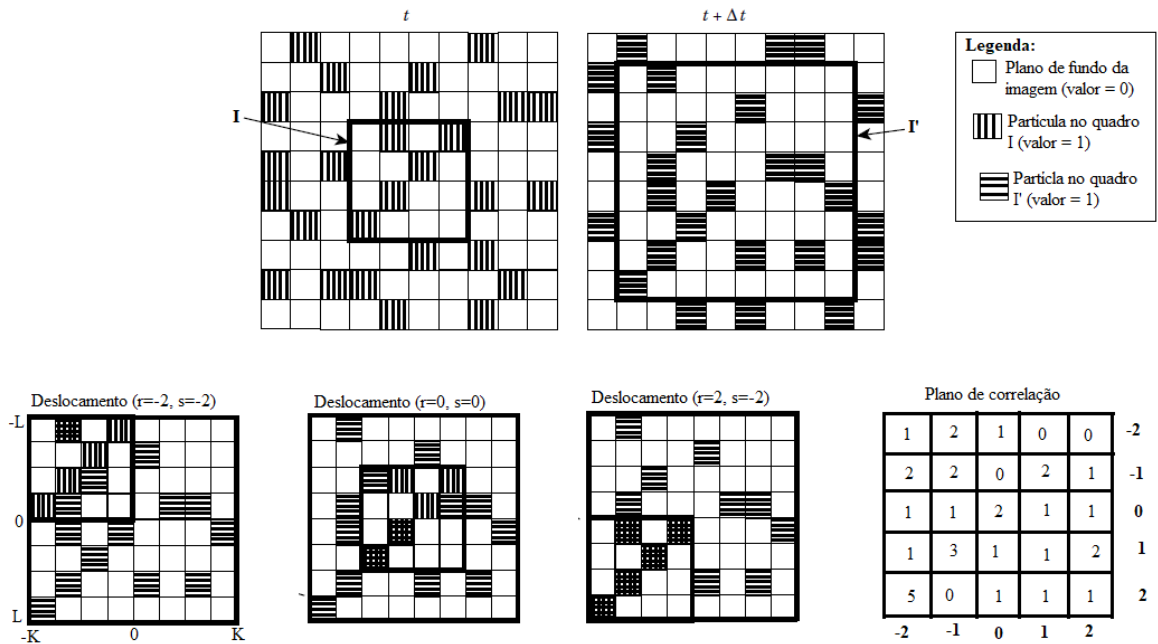 t
t + Δt
I
I'
Legenda:
Plano de fundo da
imagem (valor = 0)
Partícula no quadro
I (valor = 1)
Partícla no quadro
I' (valor = 1)
Deslocamento (r=-2, s=-2)
-L
0
L
-K 0 K
Deslocamento (r=0, s=0)
Deslocamento (r=2, s=-2)
Plano de correlação
1 2 1 0 0 -2
2 2 0 2 1 -1
1 1 2 1 1 0
1 3 1 1 2 1
5 0 1 1 1 2
-2 -1 0 1 2